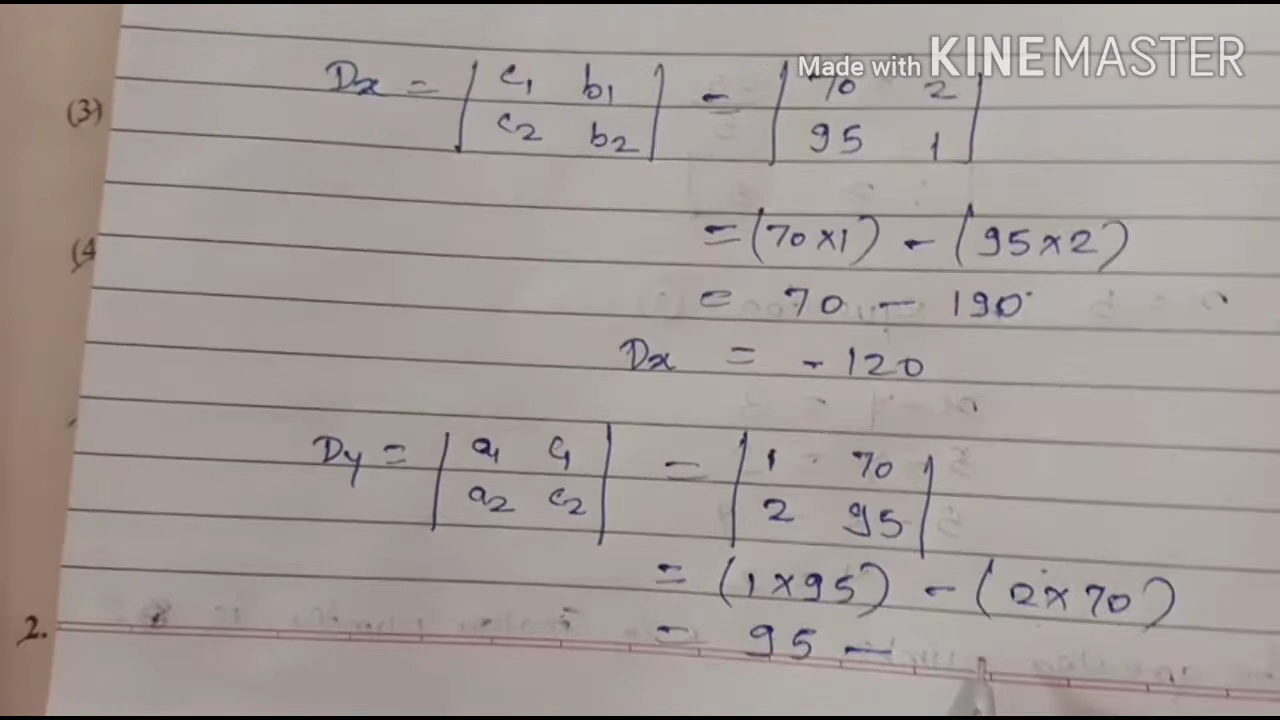 Made with KINEMASTER
(3) Dx = | c₁ b₁ | = | 70 2 |
| c₂ b₂ | | 95 1 |
(4 = (70×1) - (95×2)
= 70 - 190
Dx = -120
Dy = | a₁ c₁ | = | 1 70 |
| a₂ c₂ | | 2 95 |
= (1×95) - (2×70)
2. = 95 -